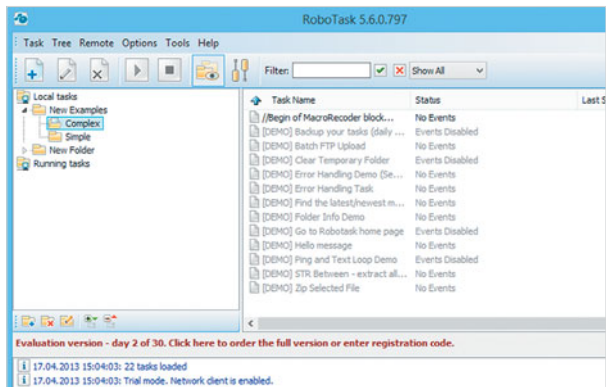 RoboTask 5.6.0.797
Task Tree Remote Options Tools Help
Filter: Show All
Local tasks
New Examples
Complex
Simple
New Folder
Running tasks
Task Name Status Last S
//Begin of MacroRecoder block... No Events
[DEMO] Backup your tasks (daily ... Events Disabled
[DEMO] Batch FTP Upload No Events
[DEMO] Clear Temporary Folder Events Disabled
[DEMO] Error Handling Demo (Se... No Events
[DEMO] Error Handling Task No Events
[DEMO] Find the latest/newest m... No Events
[DEMO] Folder Info Demo No Events
[DEMO] Go to Robotask home page Events Disabled
[DEMO] Hello message No Events
[DEMO] Ping and Text Loop Demo Events Disabled
[DEMO] STR Between - extract all... No Events
[DEMO] Zip Selected File No Events
Evaluation version - day 2 of 30. Click here to order the full version or enter registration code.
17.04.2013 15:04:03: 22 tasks loaded
17.04.2013 15:04:03: Trial mode. Network client is enabled.